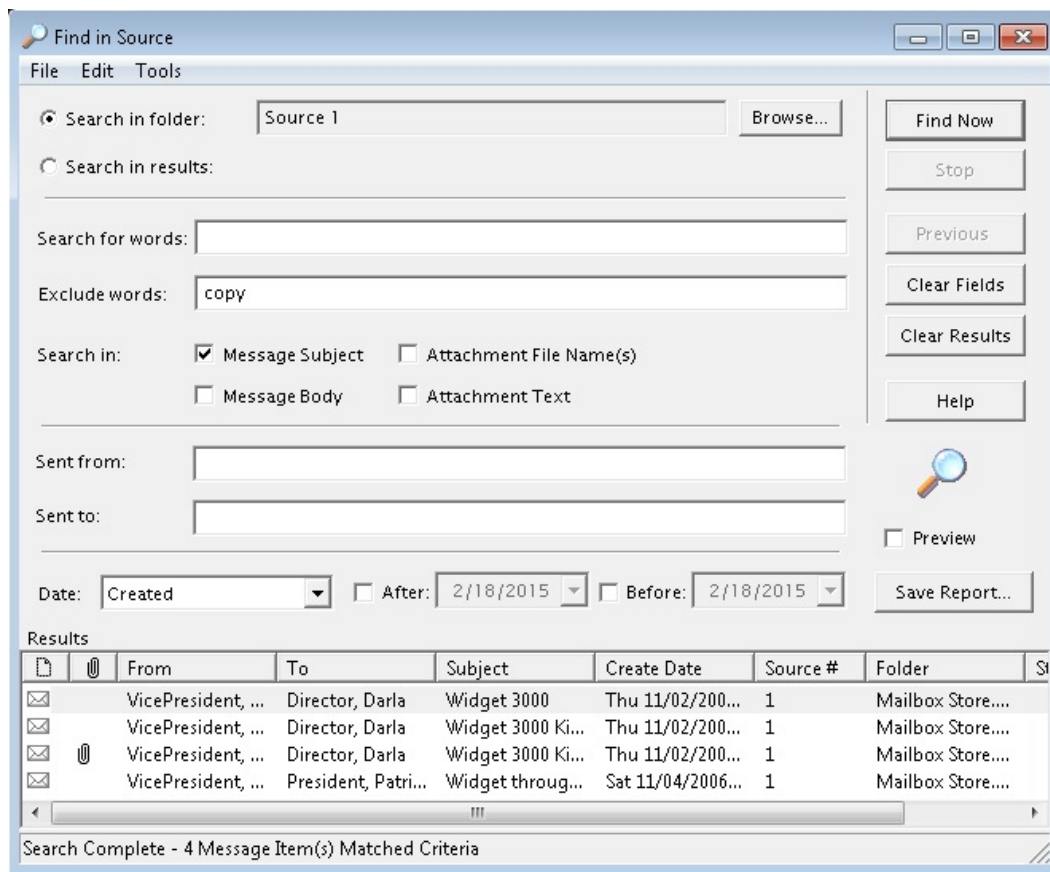 Find in Source
File Edit Tools
Search in folder: Source 1 Browse... Find Now
Search in results: Stop
Search for words: Previous
Exclude words: copy Clear Fields
Clear Results
Search in: Message Subject Attachment File Name(s)
Message Body Attachment Text Help
Sent from:
Sent to:
Preview
Date: Created After: 2/18/2015 Before: 2/18/2015 Save Report...
Results
From To Subject Create Date Source # Folder St
VicePresident, ... Director, Darla Widget 3000 Thu 11/02/200... 1 Mailbox Store....
VicePresident, ... Director, Darla Widget 3000 Ki... Thu 11/02/200... 1 Mailbox Store....
VicePresident, ... Director, Darla Widget 3000 Ki... Thu 11/02/200... 1 Mailbox Store....
VicePresident, ... President, Patri... Widget throug... Sat 11/04/2006... 1 Mailbox Store....
Search Complete - 4 Message Item(s) Matched Criteria